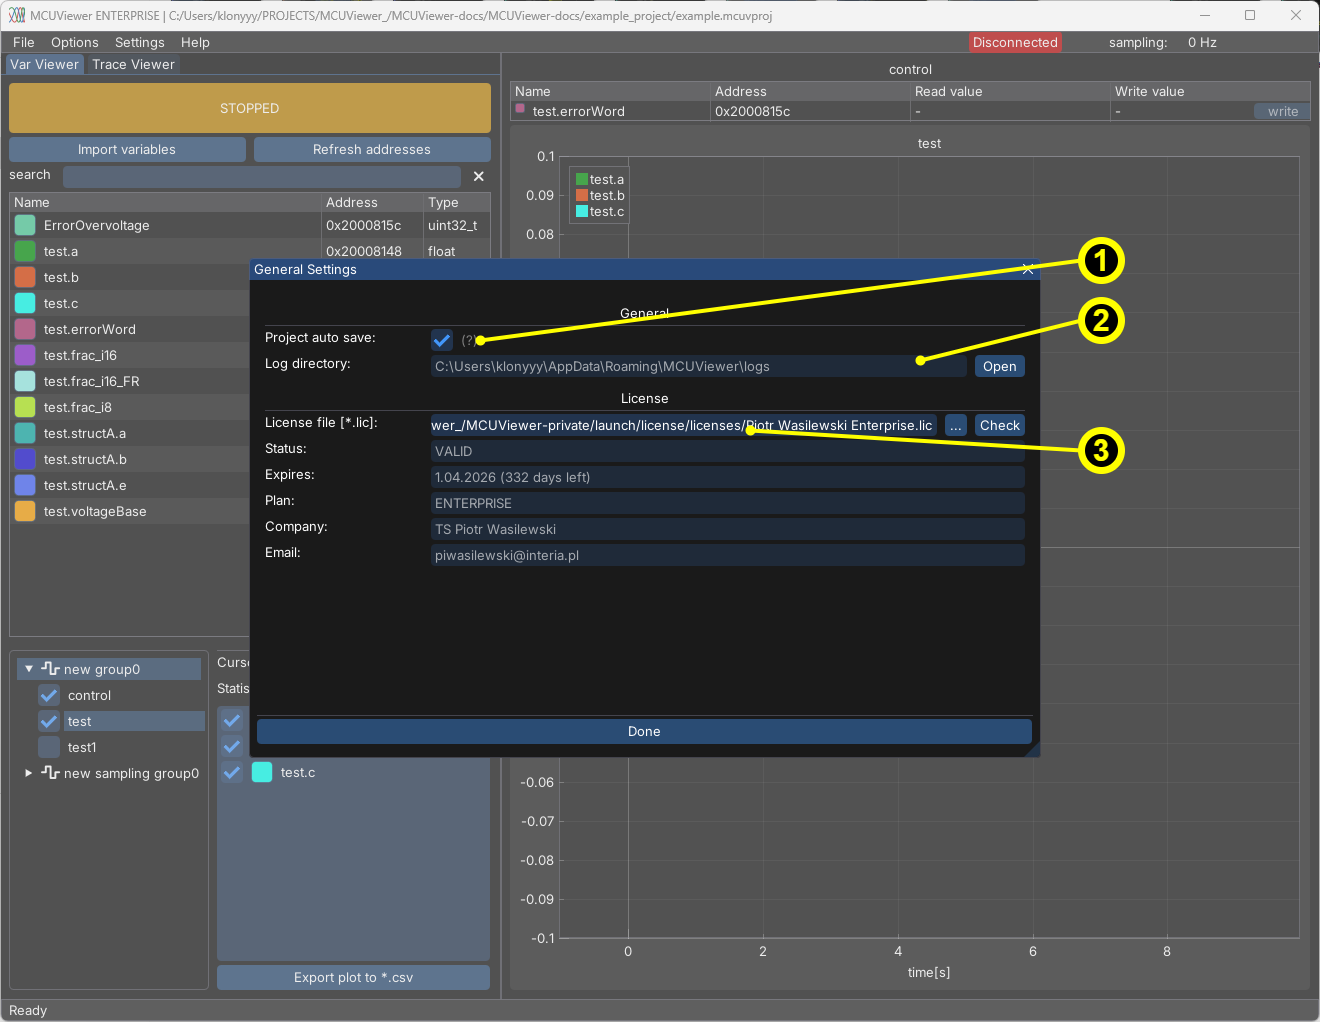 MCUViewer ENTERPRISE | C:/Users/klonyyy/PROJECTS/MCUViewer_/MCUViewer-docs/MCUViewer-docs/example_project/example.mcuvproj
File Options Settings Help Disconnected sampling: 0 Hz
Var Viewer Trace Viewer
STOPPED
Import variables Refresh addresses
search
Name Address Type
ErrorOvervoltage 0x2000815c uint32_t
test.a 0x20008148 float
test.b
test.c
test.errorWord
test.frac_i16
test.frac_i16_FR
test.frac_i8
test.structA.a
test.structA.b
test.structA.e
test.voltageBase
new group0
control
test
test1
new sampling group0
test.c
Export plot to *.csv
control
Name Address Read value Write value
test.errorWord 0x2000815c - - write
test
0.1
0.09
0.08
test.a
test.b
test.c
-0.06
-0.07
-0.08
-0.09
-0.1
0 2 4 6 8
time[s]
General Settings
General
Project auto save: (?)
Log directory: C:\Users\klonyyy\AppData\Roaming\MCUViewer\logs Open
License
License file [*.lic]: wer_/MCUViewer-private/launch/license/licenses/Piotr Wasilewski Enterprise.lic ... Check
Status: VALID
Expires: 1.04.2026 (332 days left)
Plan: ENTERPRISE
Company: TS Piotr Wasilewski
Email: piwasilewski@interia.pl
Done
1
2
3
Ready